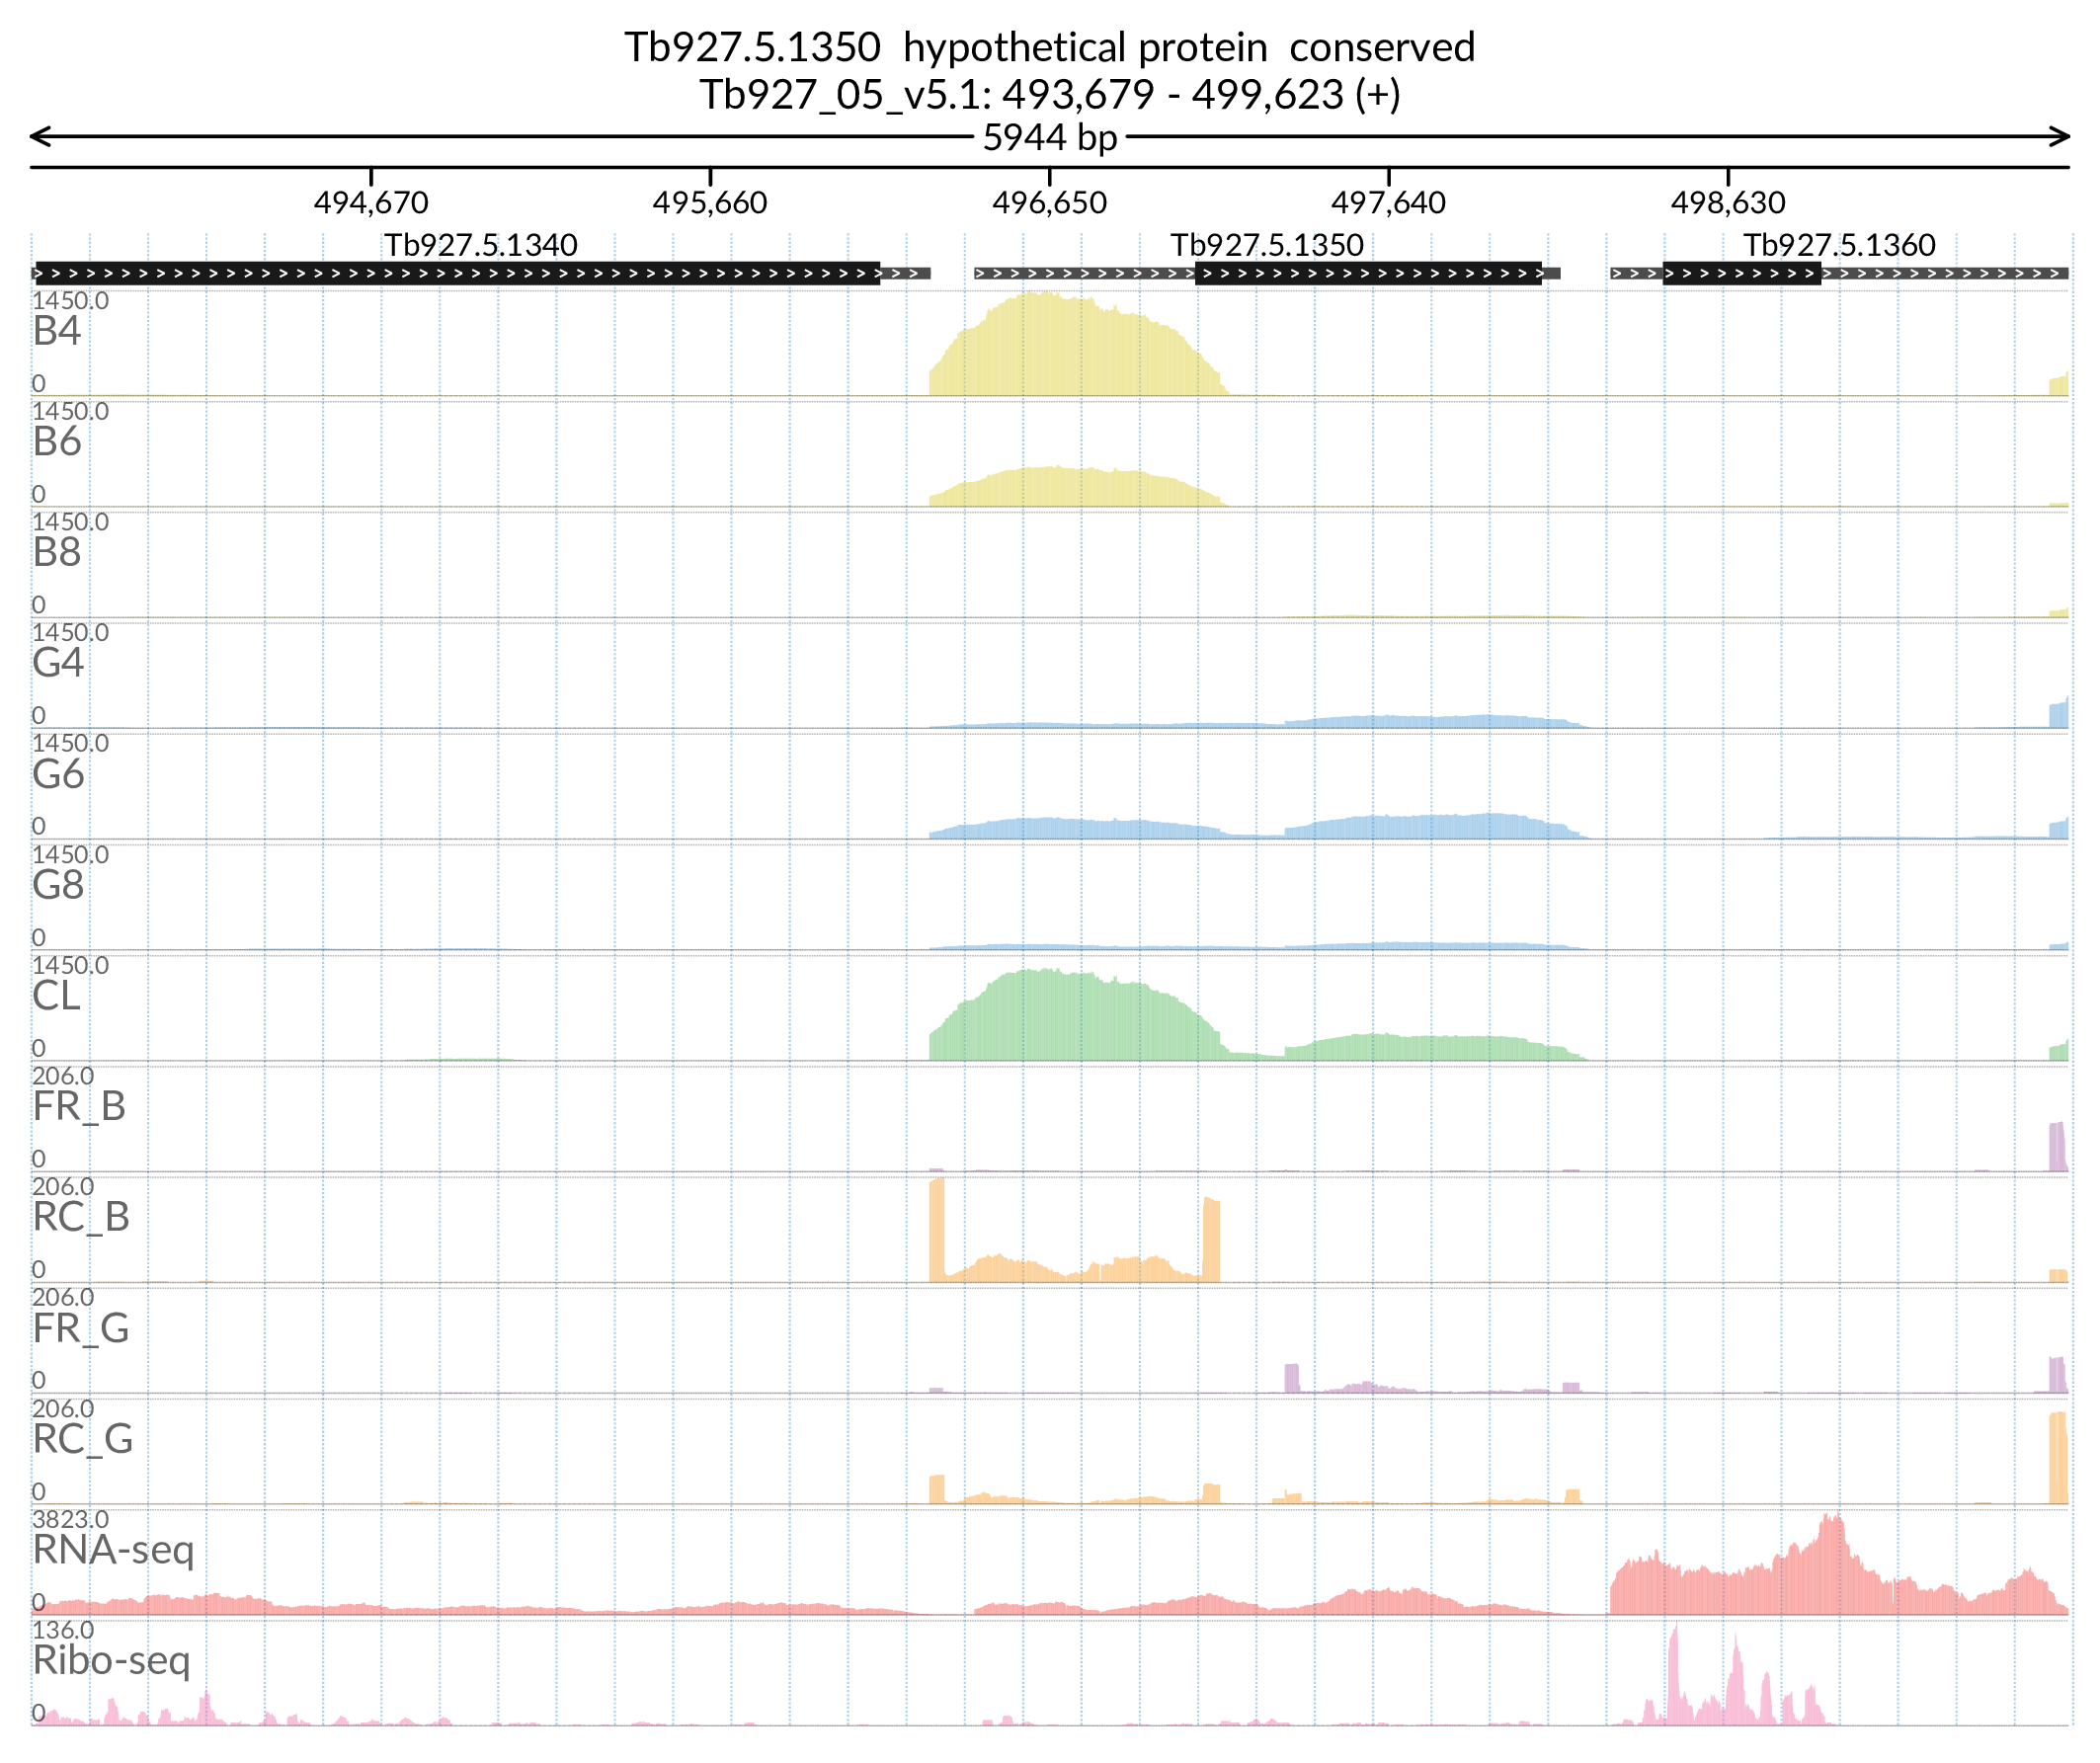 Tb927.5.1350  hypothetical protein  conserved
Tb927_05_v5.1: 493,679 - 499,623 (+)
5944 bp
494,670 495,660 496,650 497,640 498,630
Tb927.5.1340 Tb927.5.1350 Tb927.5.1360
1450.0
B4
0
1450.0
B6
0
1450.0
B8
0
1450.0
G4
0
1450.0
G6
0
1450.0
G8
0
1450.0
CL
0
206.0
FR_B
0
206.0
RC_B
0
206.0
FR_G
0
206.0
RC_G
0
3823.0
RNA-seq
0
136.0
Ribo-seq
0